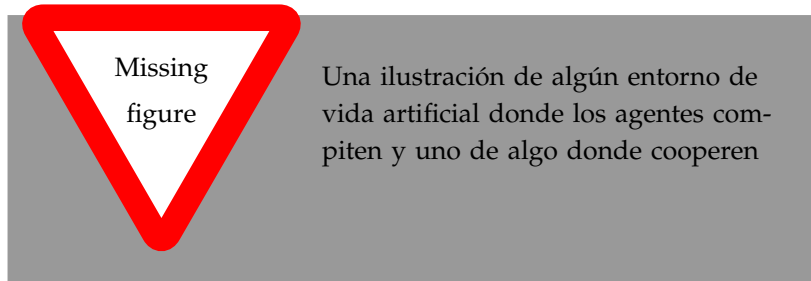 Missing
figure
Una ilustración de algún entorno de
vida artificial donde los agentes com-
piten y uno de algo donde cooperen